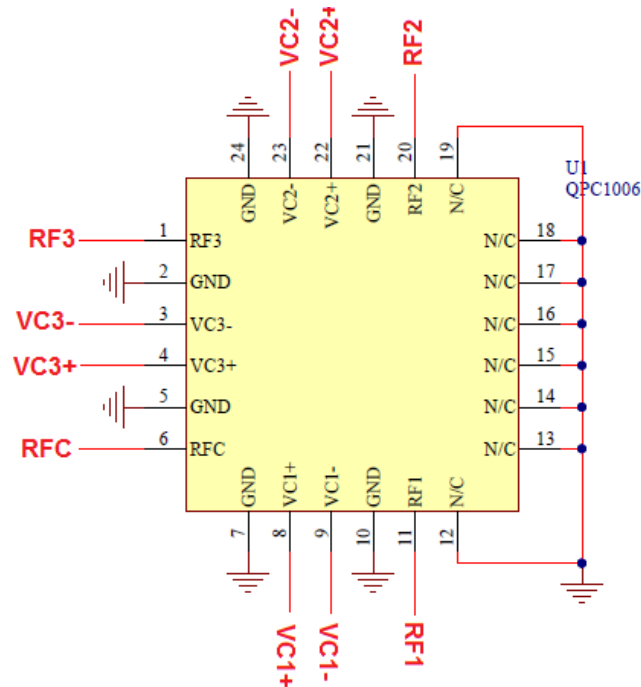 VC2-
VC2+
RF2
24
23
22
21
20
19
U1
QPC1006
GND
VC2-
VC2+
GND
RF2
N/C
RF3
1
RF3
N/C
18
2
GND
N/C
17
VC3-
3
VC3-
N/C
16
VC3+
4
VC3+
N/C
15
5
GND
N/C
14
RFC
6
RFC
N/C
13
GND
VC1+
VC1-
GND
RF1
N/C
7
8
9
10
11
12
VC1+
VC1-
RF1